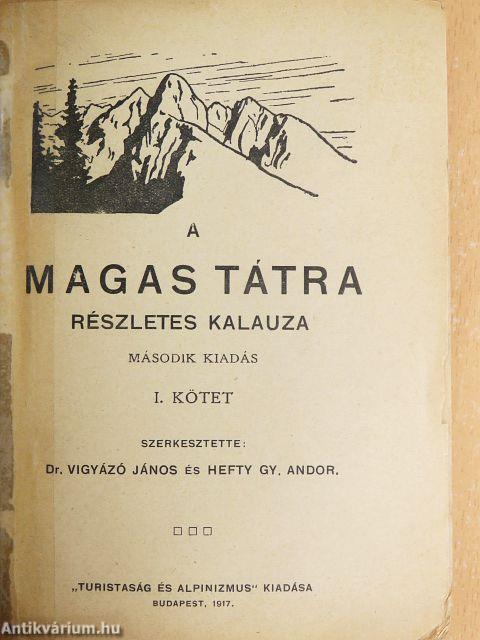 A
MAGAS TÁTRA
RÉSZLETES KALAUZA
MÁSODIK KIADÁS
I. KÖTET
SZERKESZTETTE:
Dr. VIGYÁZÓ JÁNOS ÉS HEFTY GY. ANDOR.
„TURISTASÁG ÉS ALPINIZMUS" KIADÁSA
BUDAPEST, 1917.
Antikvárium.hu